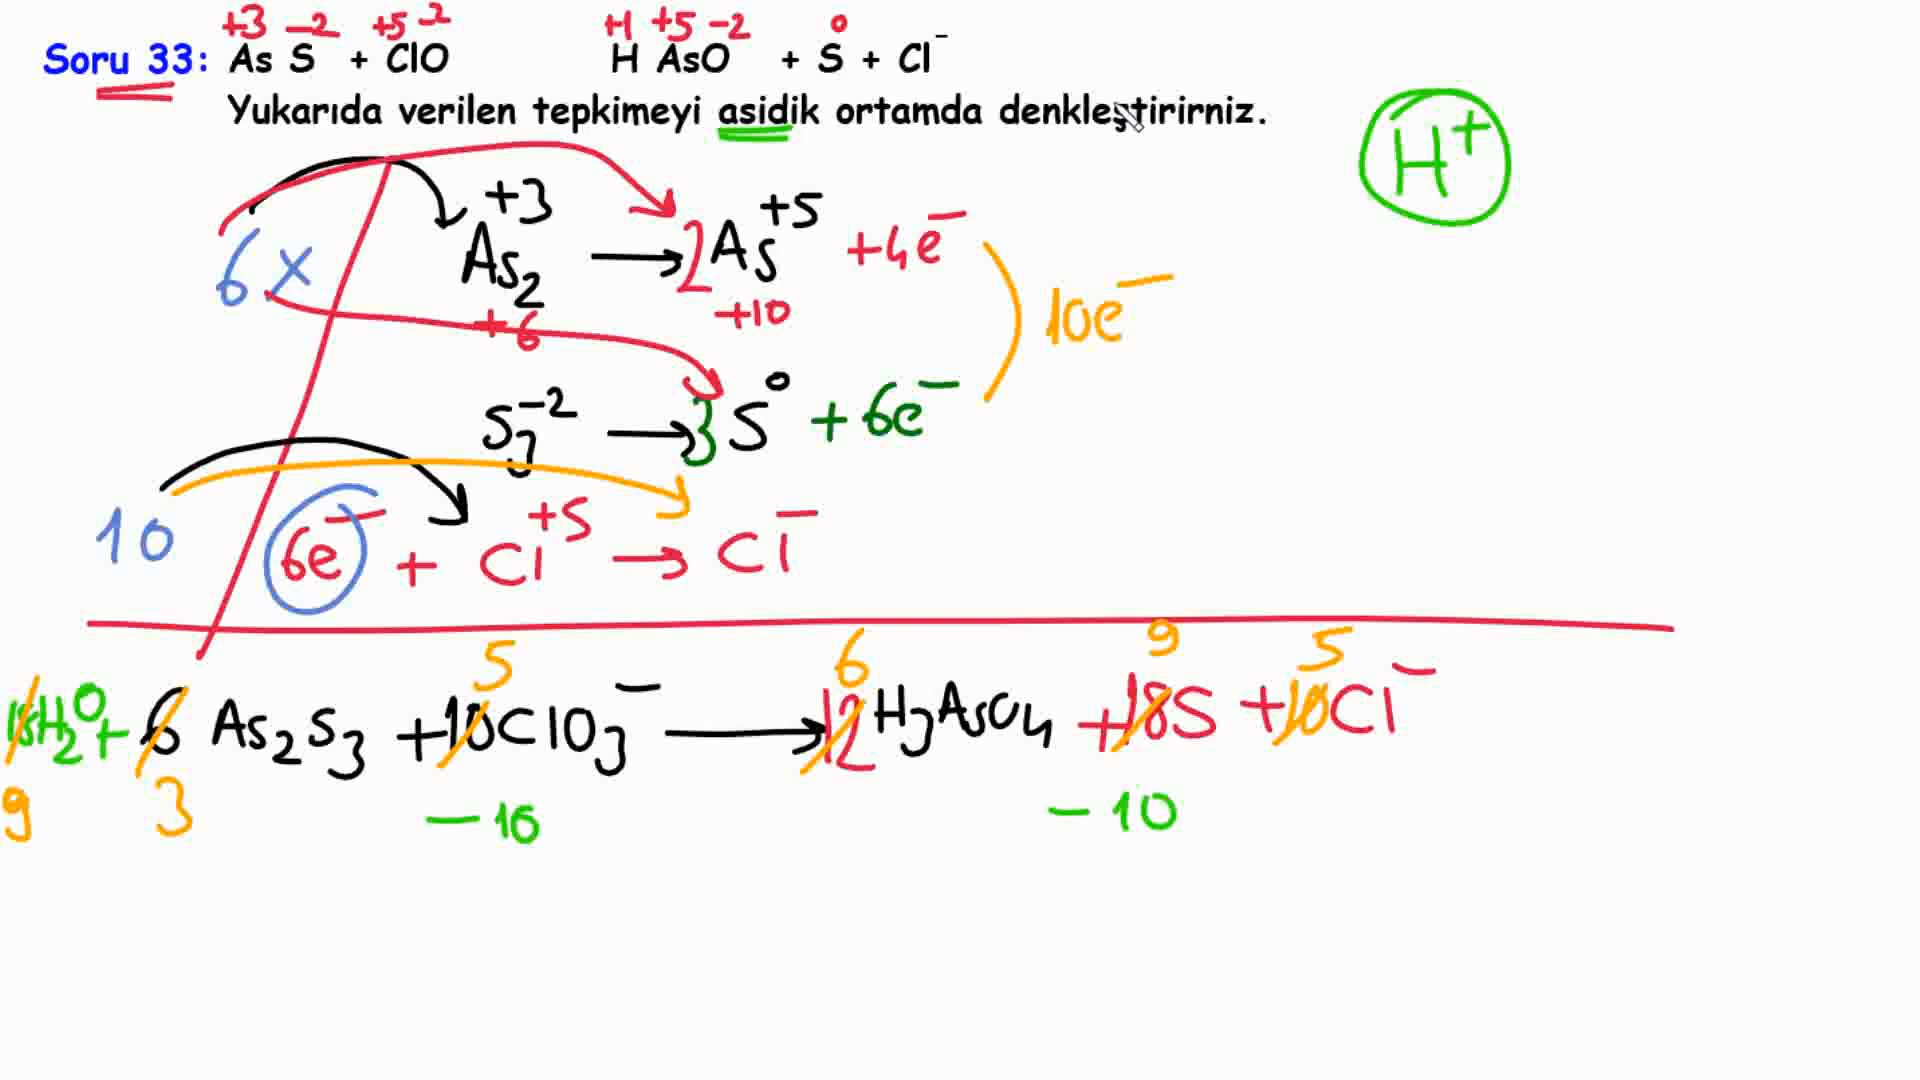 +3 -2 +5 -2 +1 +5 -2 0
Soru 33: As S + ClO H AsO + S + Cl⁻
Yukarıda verilen tepkimeyi asidik ortamda denkleştirirniz.
H⁺
6x As₂⁺³ → 2As⁺⁵ +4e⁻
+6 +10
10e⁻
S₃⁻² → 3S⁰ + 6e⁻
10 6e⁻ + Cl⁺⁵ → Cl⁻
5 6 9 5
18H₂O + 6 As₂S₃ + 10ClO₃⁻ → 12H₃AsO₄ + 18S + 10Cl⁻
9 3 -10 -10